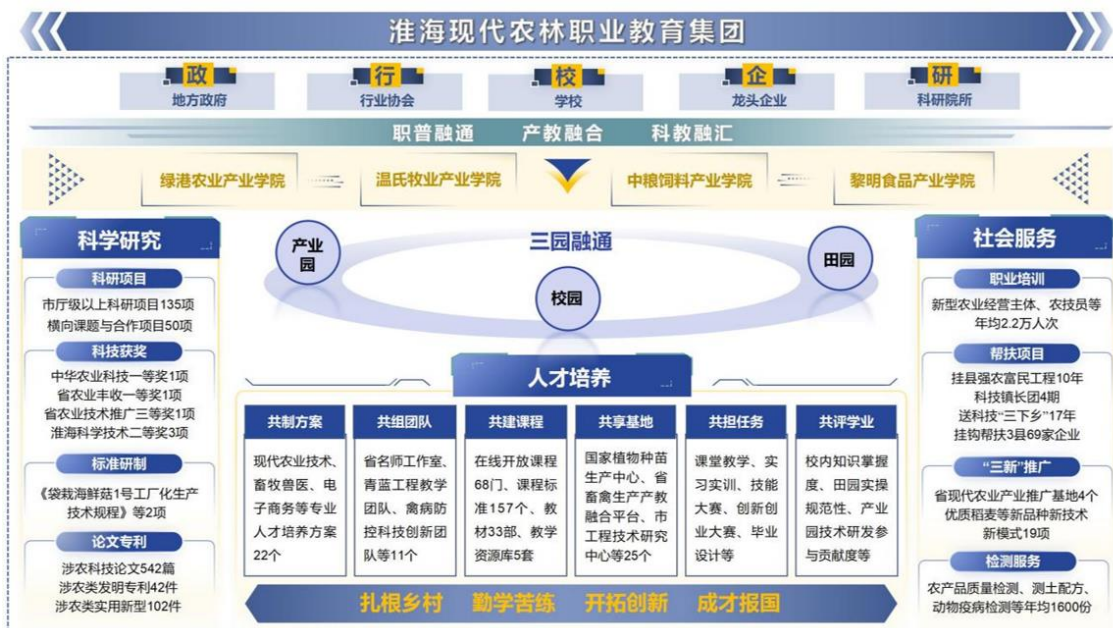 淮海现代农林职业教育集团
政
行
校
企
研
地方政府
行业协会
学校
龙头企业
科研院所
职普融通 产教融合 科教融汇
绿港农业产业学院
温氏牧业产业学院
中粮饲料产业学院
黎明食品产业学院
科学研究
科研项目
市厅级以上科研项目135项
横向课题与合作项目50项
科技获奖
中华农业科技一等奖1项
省农业丰收一等奖1项
省农业技术推广三等奖1项
淮海科学技术二等奖3项
标准研制
《袋栽海鲜菇1号工厂化生产
技术规程》等2项
论文专利
涉农科技论文542篇
涉农类发明专利42件
涉农类实用新型102件
三园融通
产业
园
校园
田园
人才培养
共制方案
现代农业技术、
畜牧兽医、电
子商务等专业
人才培养方案
22个
共组团队
省名师工作室、
青蓝工程教学
团队、禽病防
控科技创新团
队等11个
共建课程
在线开放课程
68门、课程标
准157个、教
材33部、教学
资源库5套
共享基地
国家植物种苗
生产中心、省
畜禽生产产教
融合平台、市
工程技术研究
中心等25个
共担任务
课堂教学、实
习实训、技能
大赛、创新创
业大赛、毕业
设计等
共评学业
校内知识掌握
度、田园实操
规范性、产业
园技术研发参
与贡献度等
扎根乡村 勤学苦练 开拓创新 成才报国
社会服务
职业培训
新型农业经营主体、农技员等
年均2.2万人次
帮扶项目
挂县强农富民工程10年
科技镇长团4期
送科技“三下乡”17年
挂钩帮扶3县69家企业
“三新”推广
省现代农业产业推广基地4个
优质稻麦等新品种新技术
新模式19项
检测服务
农产品质量检测、测土配方、
动物疫病检测等年均1600份